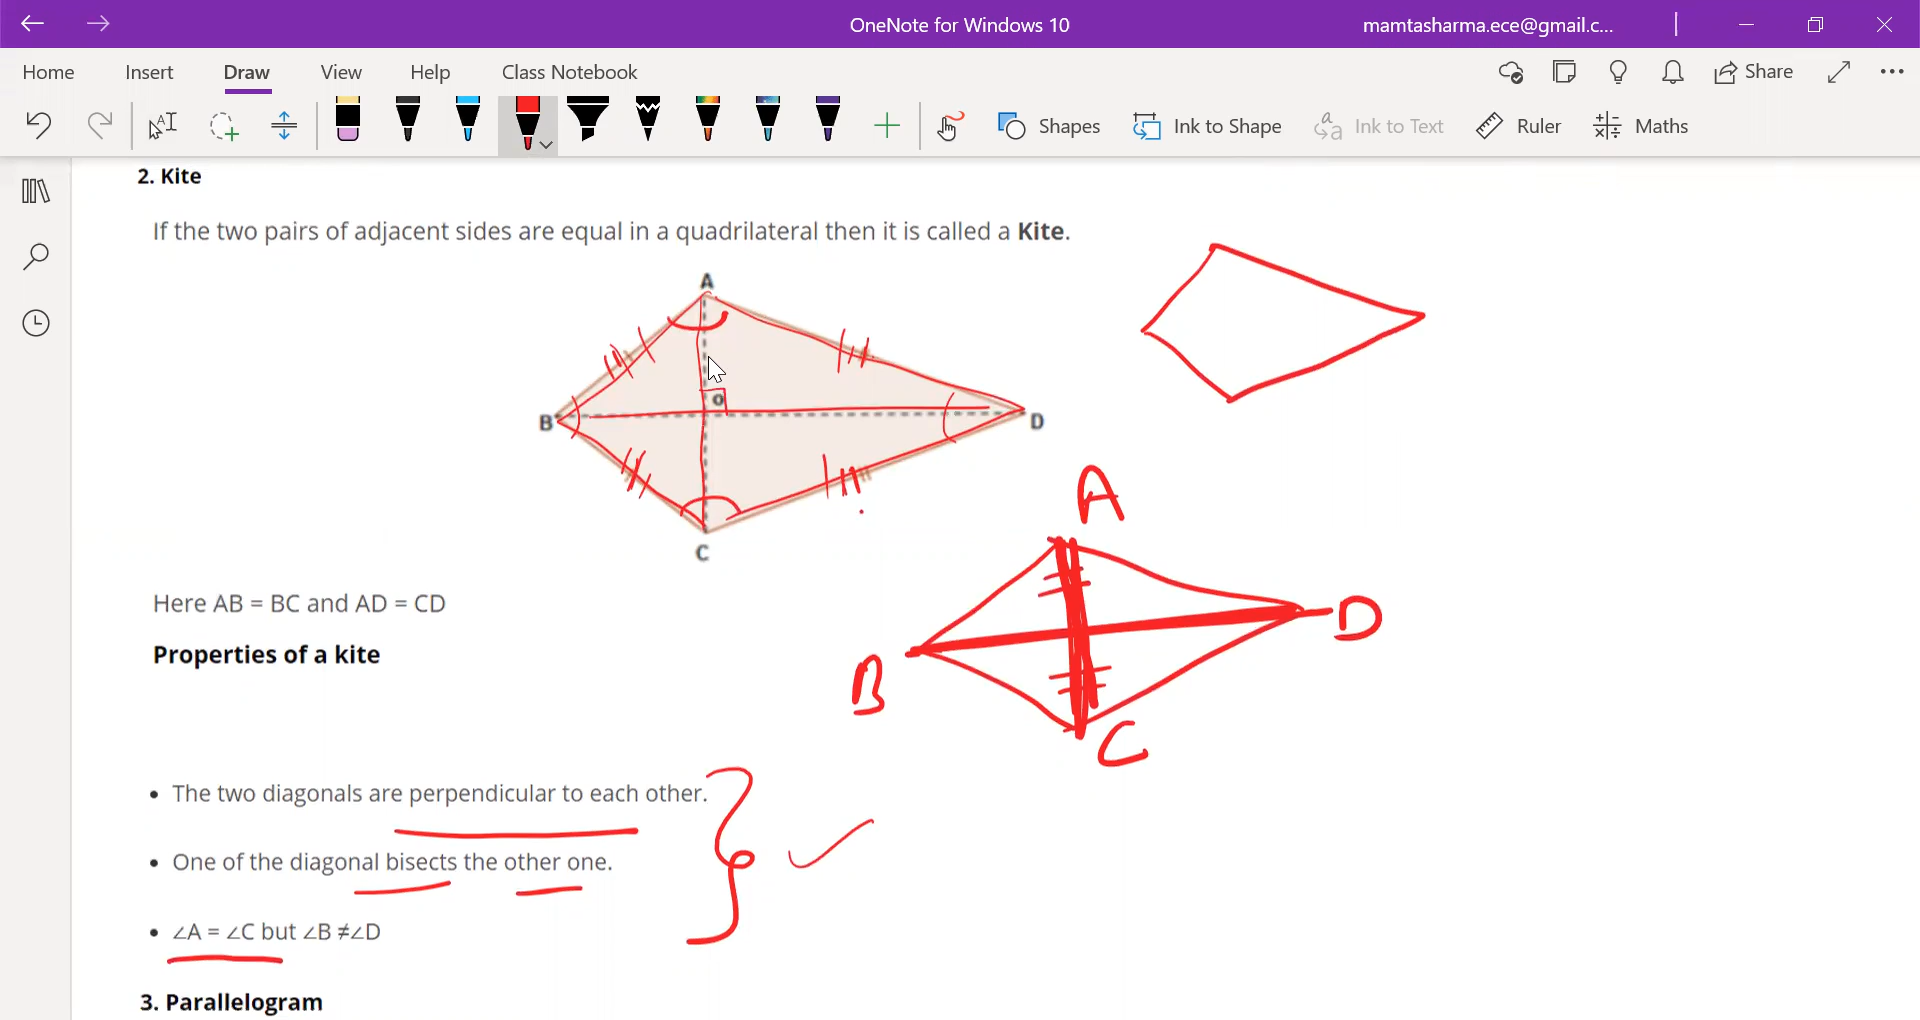 OneNote for Windows 10
mamtasharma.ece@gmail.c...
Home Insert Draw View Help Class Notebook Share
Shapes Ink to Shape Ink to Text Ruler Maths
2. Kite
If the two pairs of adjacent sides are equal in a quadrilateral then it is called a Kite.
A
B
o
D
C
A
B
D
C
Here AB = BC and AD = CD
Properties of a kite
• The two diagonals are perpendicular to each other.
• One of the diagonal bisects the other one.
• ∠A = ∠C but ∠B ≠∠D
3. Parallelogram